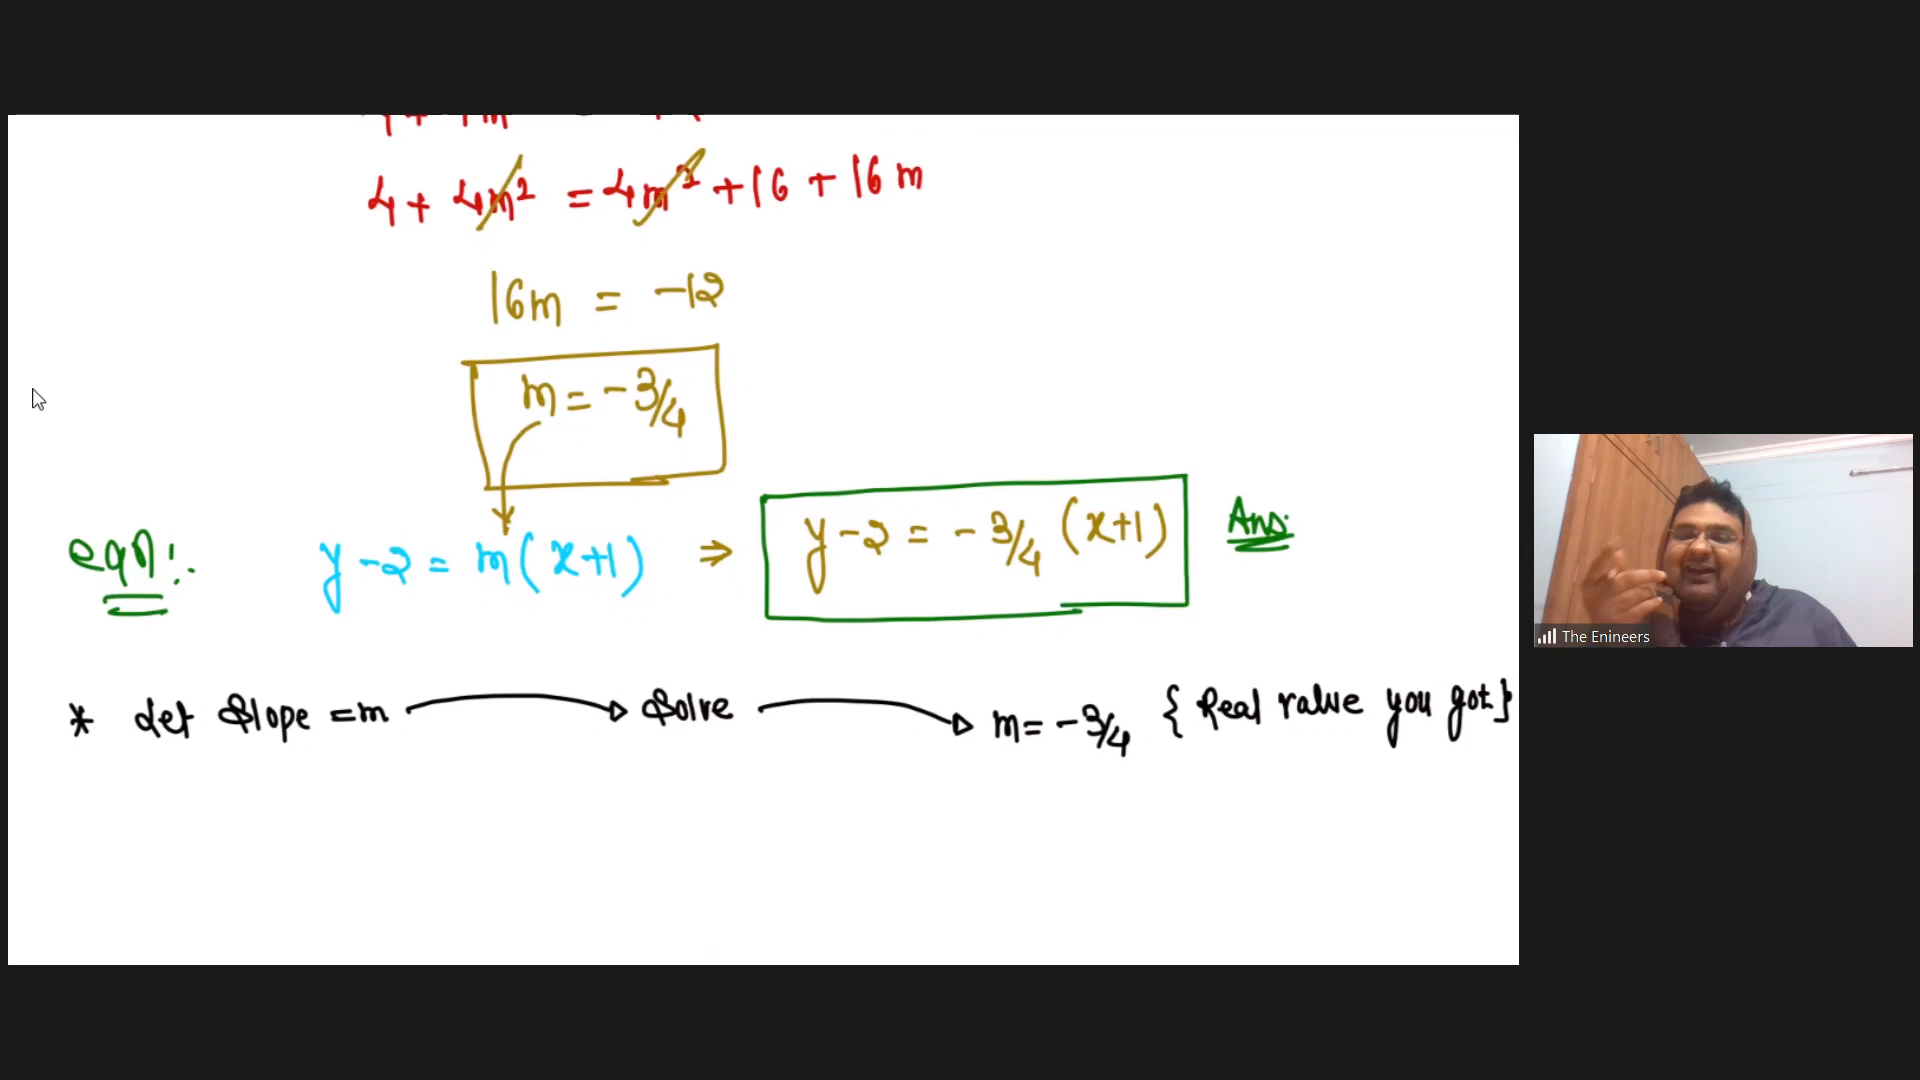 4 + 4m² = 4m² + 16 + 16m
16m = -12
m = -3/4
eqn:. y - 2 = m(x+1) ⇒ y - 2 = -3/4 (x+1) Ans.
* let Slope = m → Solve → m = -3/4 { Real value you got }
The Enineers